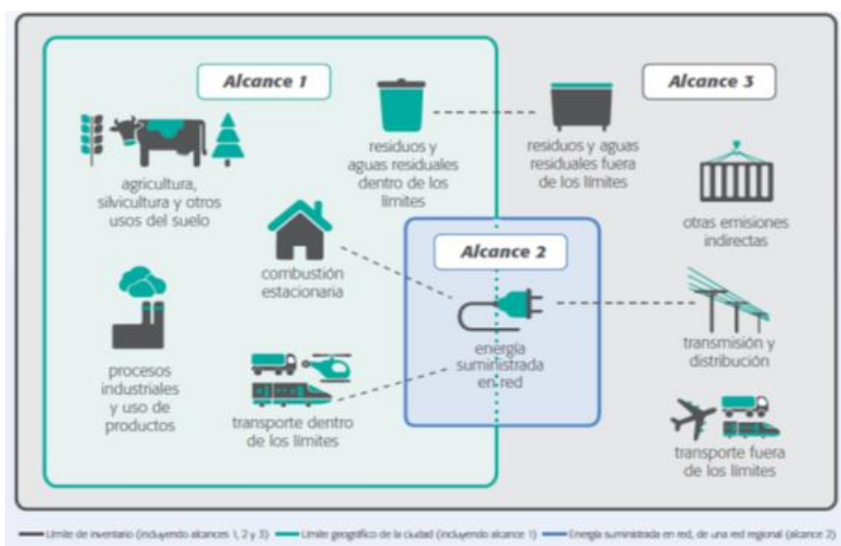 Alcance 1
Alcance 3
agricultura,
silvicultura y otros
usos del suelo
residuos y
aguas residuales
dentro de los
límites
residuos y aguas
residuales fuera
de los límites
otras emisiones
indirectas
combustión
estacionaria
Alcance 2
energía
suministrada
en red
transmisión y
distribución
procesos
industriales
y uso de
productos
transporte dentro
de los límites
transporte fuera
de los límites
Límite de inventario (incluyendo alcances 1, 2 y 3)
Límite geográfico de la ciudad (incluyendo alcance 1)
Energía suministrada en red, de una red regional (alcance 2)